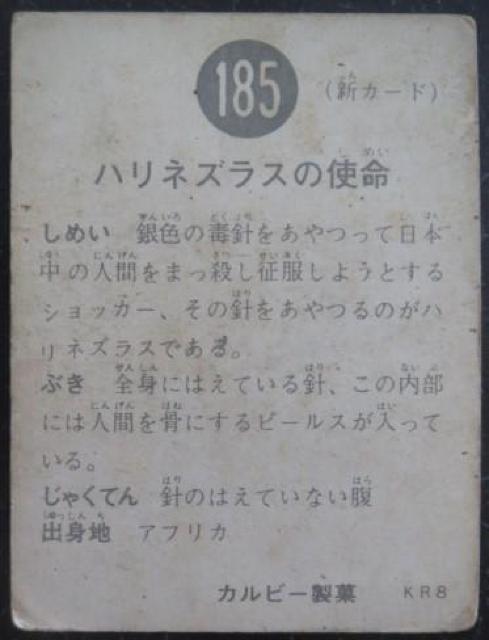 185
(新カード)
ハリネズラスの使命
しめい 銀色の毒針をあやつって日本
中の人間をまっ殺し征服しようとする
ショッカー、その針をあやつるのがハ
リネズラスである。
ぶき 全身にはえている針、この内部
には人間を骨にするビールスが入って
いる。
じゃくてん 針のはえていない腹
出身地 アフリカ
カルビー製菓 KR8